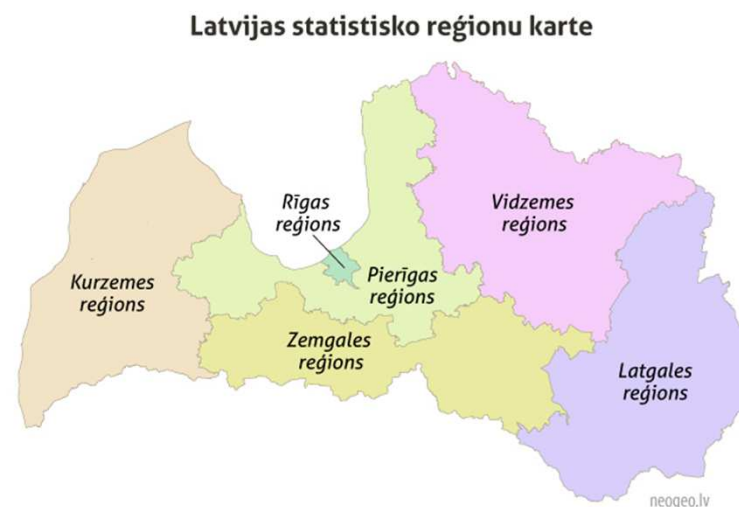 Latvijas statistisko reģionu karte
Rīgas
reģions
Vidzemes
reģions
Kurzemes
reģions
Pierīgas
reģions
Zemgales
reģions
Latgales
reģions
neogeo.lv